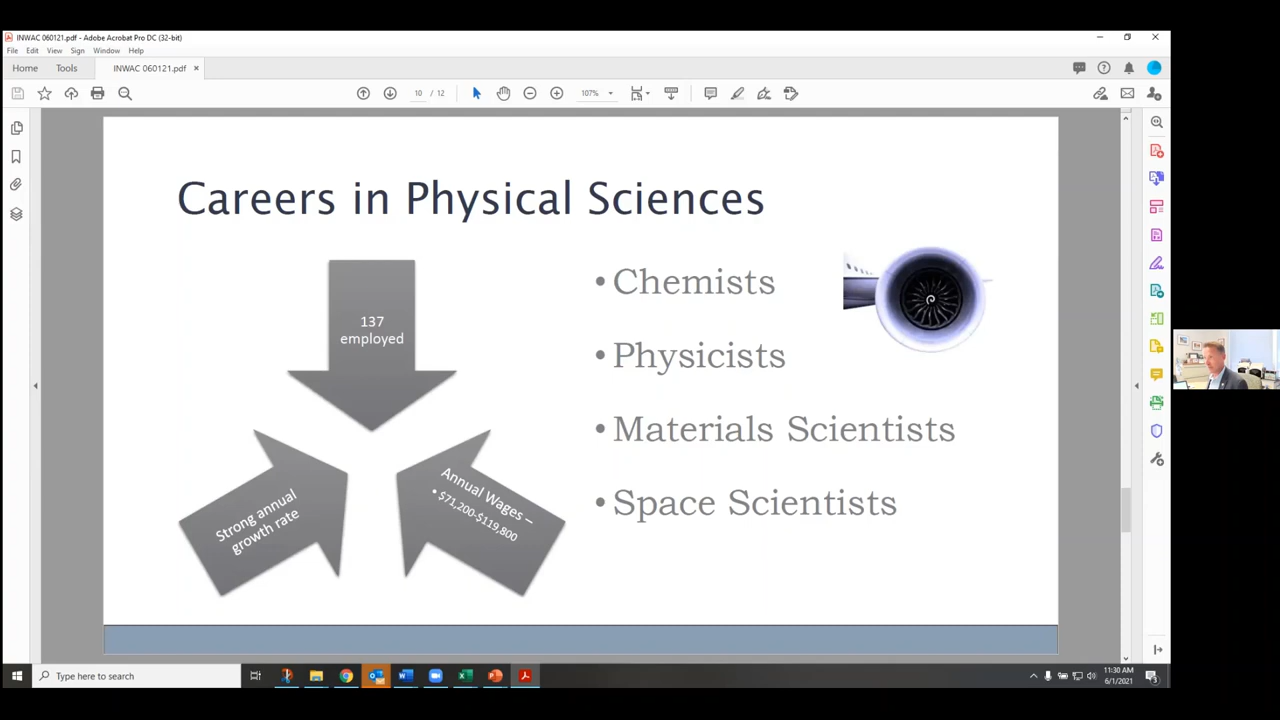 INWAC 060121.pdf - Adobe Acrobat Pro DC (32-bit)
File Edit View Sign Window Help
Home Tools INWAC 060121.pdf ×
10 / 12 107%
Careers in Physical Sciences
137
employed
Strong annual
growth rate
Annual Wages –
• $71,200-$119,800
• Chemists
• Physicists
• Materials Scientists
• Space Scientists
Type here to search
11:30 AM
6/1/2021